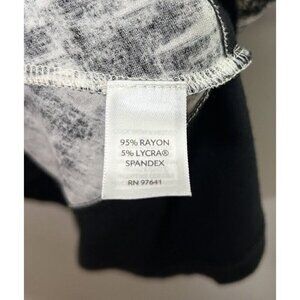 95% RAYON
5% LYCRA®
SPANDEX
RN 97641